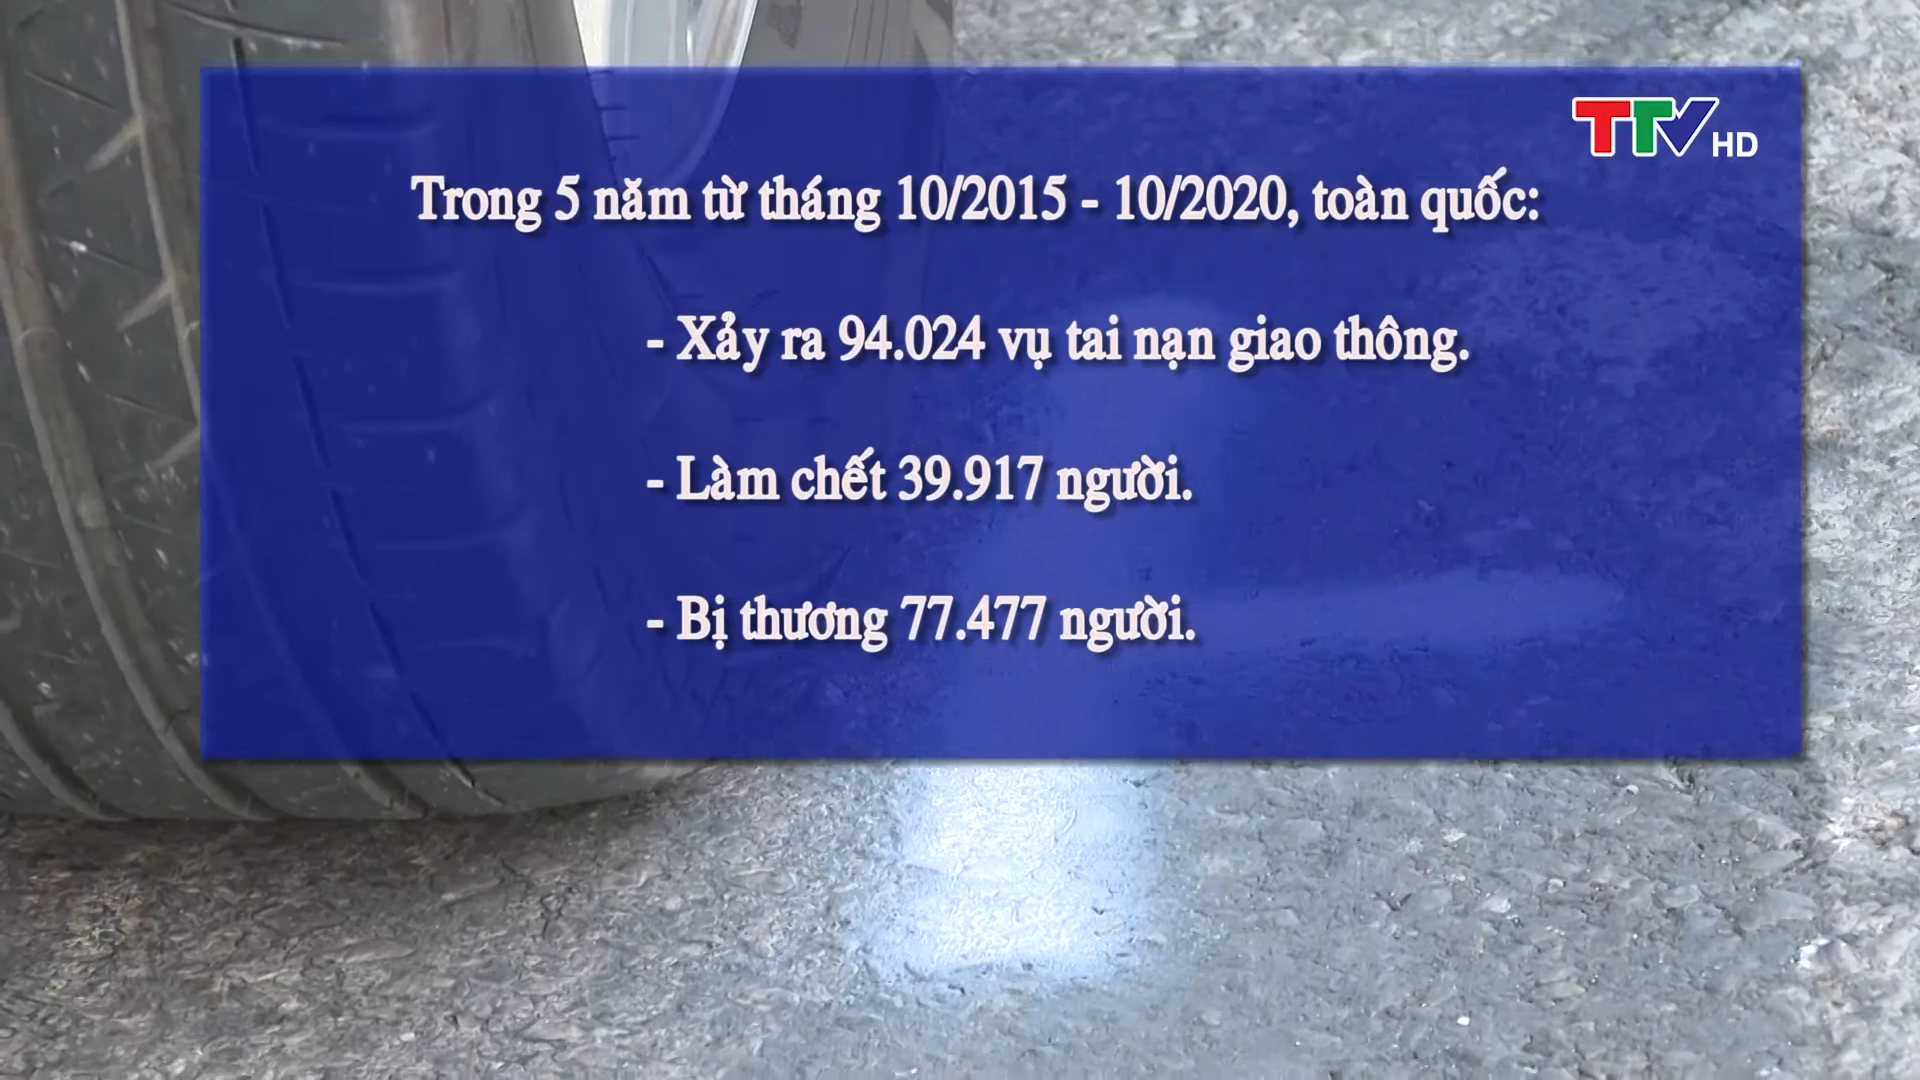 TTV HD
Trong 5 năm từ tháng 10/2015 - 10/2020, toàn quốc:
- Xảy ra 94.024 vụ tai nạn giao thông.
- Làm chết 39.917 người.
- Bị thương 77.477 người.